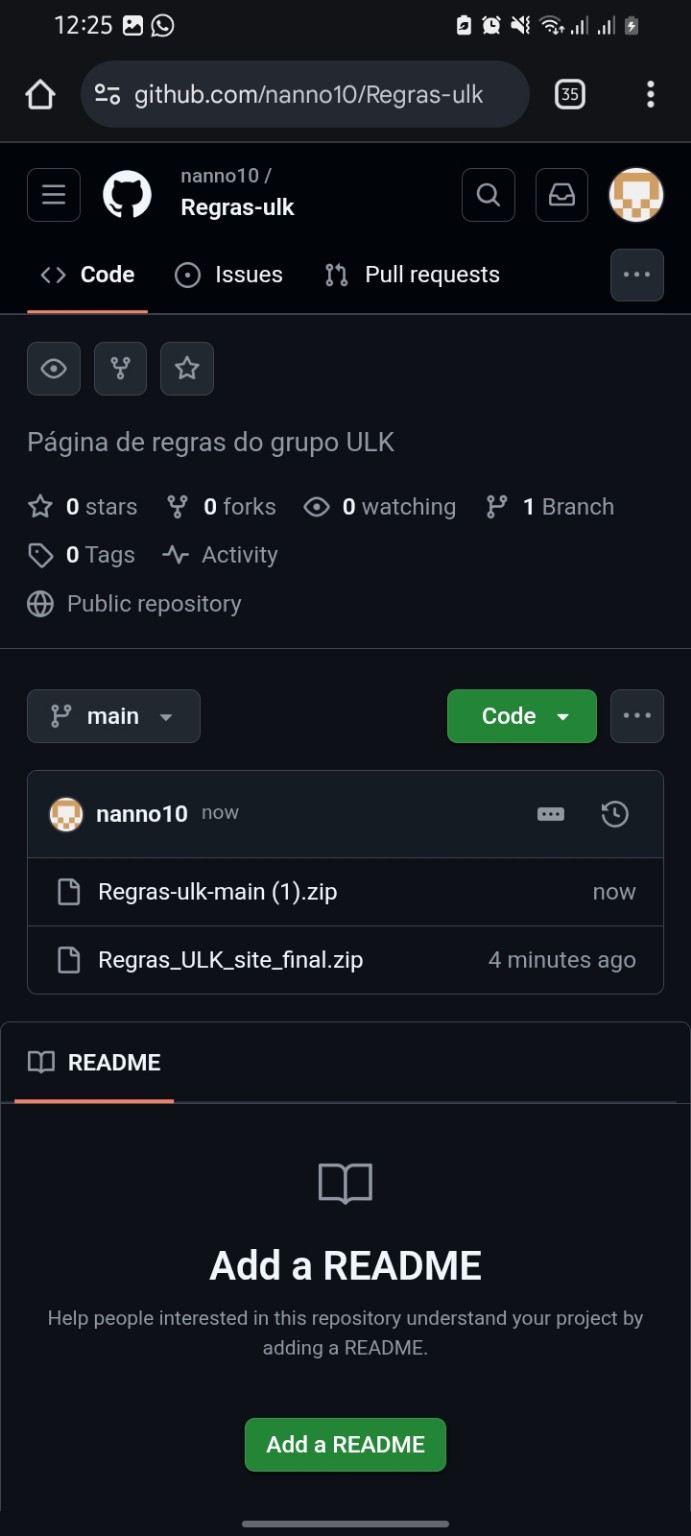 12:25
35
github.com/nanno10/Regras-ulk
nanno10 /
Regras-ulk
Code Issues Pull requests
Página de regras do grupo ULK
0 stars 0 forks 0 watching 1 Branch
0 Tags Activity
Public repository
main Code
nanno10 now
Regras-ulk-main (1).zip now
Regras_ULK_site_final.zip 4 minutes ago
README
Add a README
Help people interested in this repository understand your project by
adding a README.
Add a README